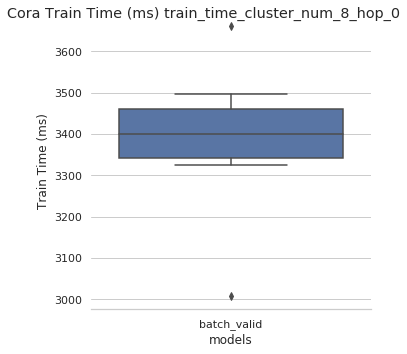 Cora Train Time (ms) train_time_cluster_num_8_hop_0
3600
3500
3400
3300
3200
3100
3000
Train Time (ms)
batch_valid
models